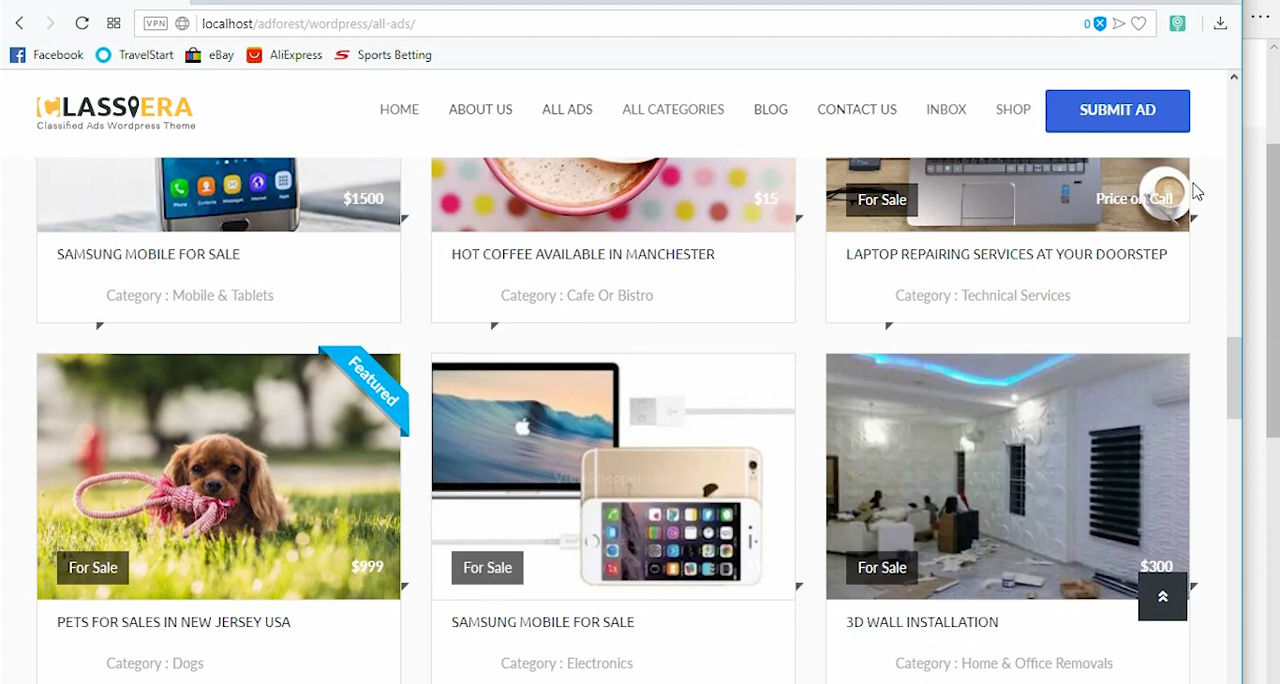 VPN localhost/adforest/wordpress/all-ads/ 0
Facebook TravelStart eBay AliExpress Sports Betting
CLASSIERA
Classified Ads Wordpress Theme
HOME ABOUT US ALL ADS ALL CATEGORIES BLOG CONTACT US INBOX SHOP SUBMIT AD
$1500
$15
For Sale Price on Call
SAMSUNG MOBILE FOR SALE
Category : Mobile & Tablets
HOT COFFEE AVAILABLE IN MANCHESTER
Category : Cafe Or Bistro
LAPTOP REPAIRING SERVICES AT YOUR DOORSTEP
Category : Technical Services
Featured
For Sale $999
PETS FOR SALES IN NEW JERSEY USA
Category : Dogs
For Sale
SAMSUNG MOBILE FOR SALE
Category : Electronics
For Sale $300
3D WALL INSTALLATION
Category : Home & Office Removals